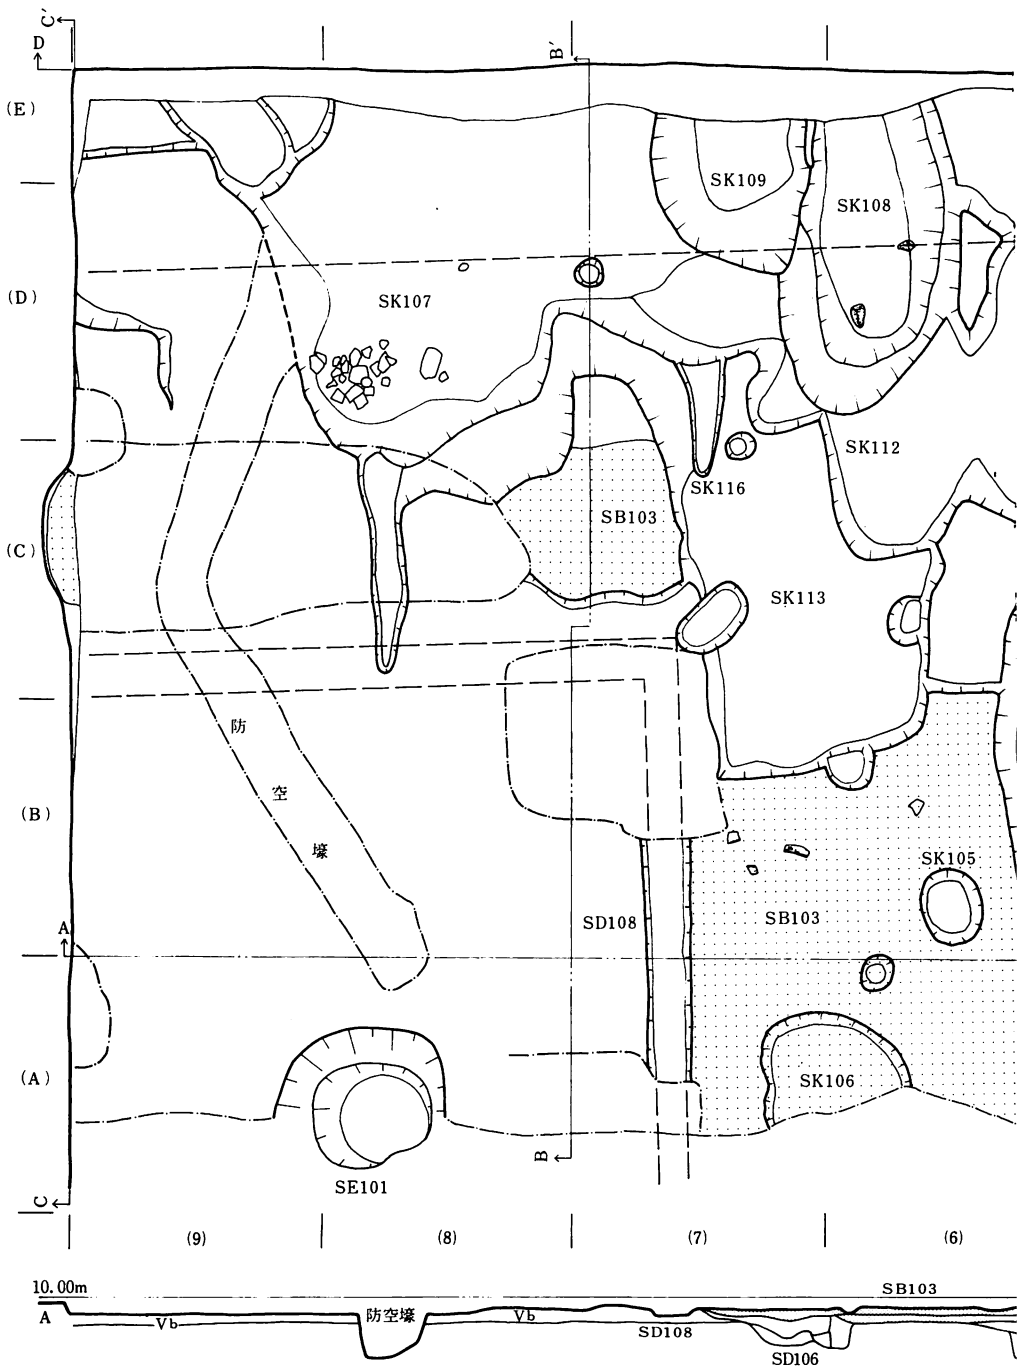 C'
D
B'
(E)
SK109
SK108
(D)
SK107
SK112
SK116
SB103
(C)
SK113
防
空
(B)
壕
SK105
SD108
SB103
A
(A)
SK106
B
SE101
C
(9)
(8)
(7)
(6)
10.00m
SB103
A
Vb
防空壕
Vb
SD108
SD106